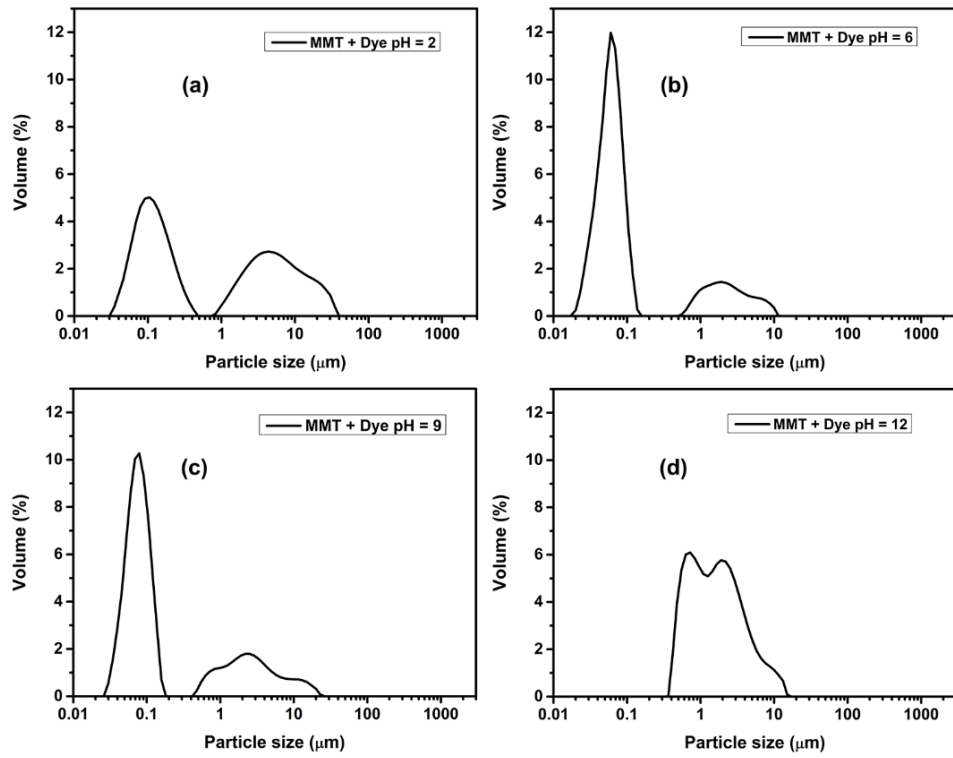 MMT + Dye pH = 2
(a)
Volume (%)
12
10
8
6
4
2
0
0.01 0.1 1 10 100 1000
Particle size (μm)
MMT + Dye pH = 6
(b)
Volume (%)
12
10
8
6
4
2
0
0.01 0.1 1 10 100 1000
Particle size (μm)
MMT + Dye pH = 9
(c)
Volume (%)
12
10
8
6
4
2
0
0.01 0.1 1 10 100 1000
Particle size (μm)
MMT + Dye pH = 12
(d)
Volume (%)
12
10
8
6
4
2
0
0.01 0.1 1 10 100 1000
Particle size (μm)